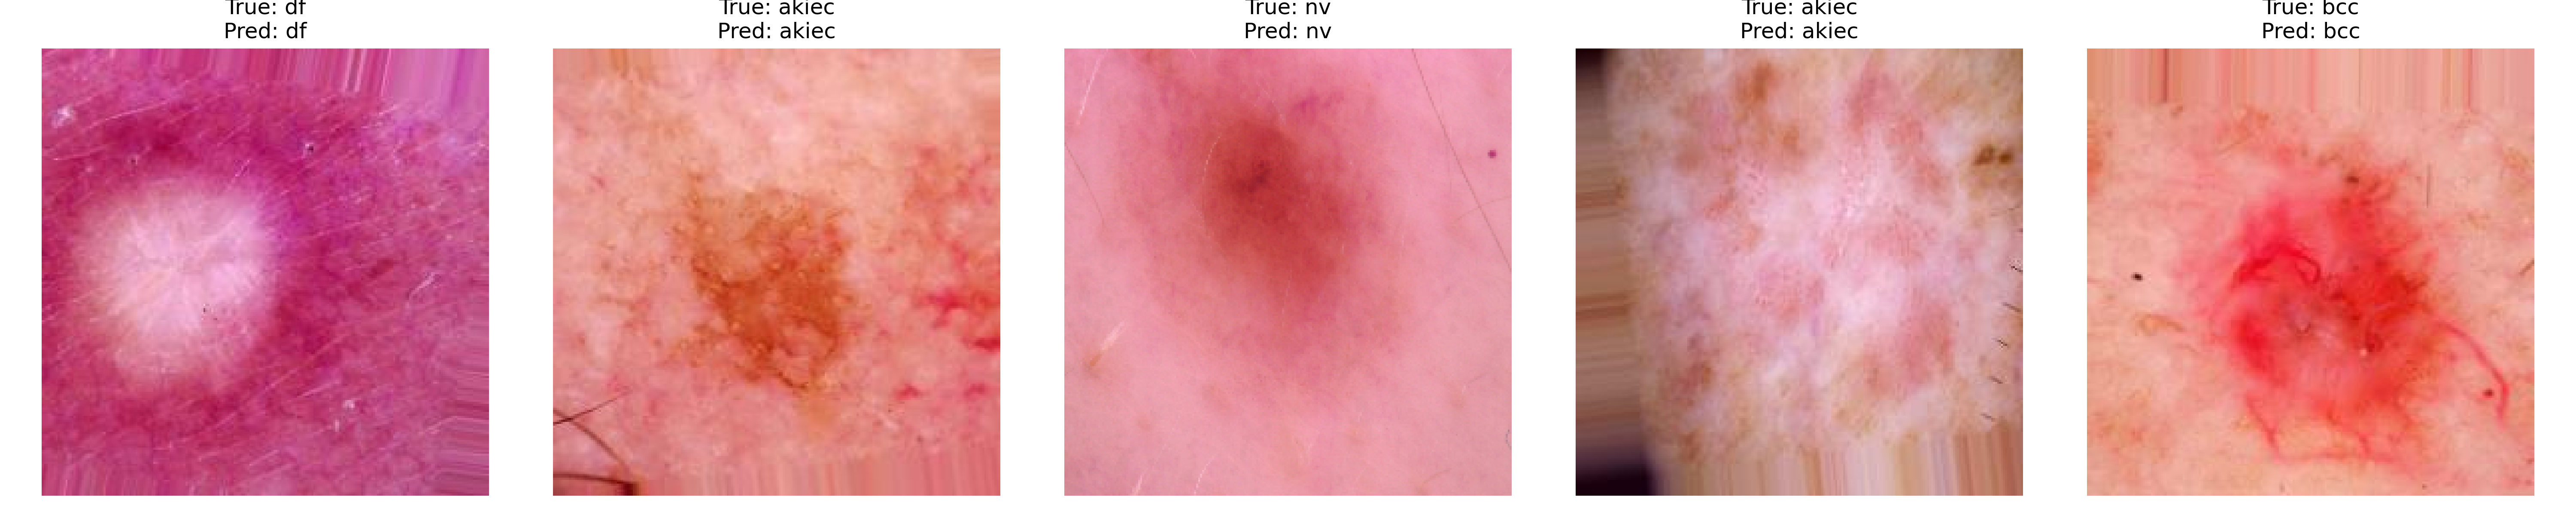 True: df
Pred: df
True: akiec
Pred: akiec
True: nv
Pred: nv
True: akiec
Pred: akiec
True: bcc
Pred: bcc